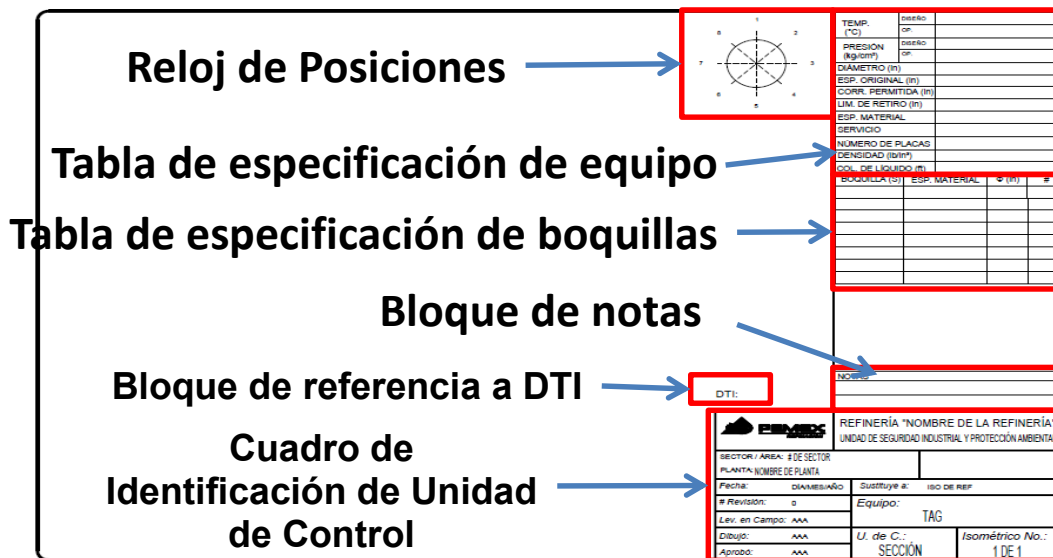 Reloj de Posiciones
1
8 2
7 3
6 4
5
TEMP. (°C) DISEÑO
OP.
PRESIÓN (kg/cm²) DISEÑO
OP.
DIÁMETRO (in)
ESP. ORIGINAL (in)
CORR. PERMITIDA (in)
LIM. DE RETIRO (in)
ESP. MATERIAL
SERVICIO
NÚMERO DE PLACAS
DENSIDAD (lb/in³)
COL. DE LÍQUIDO (ft)
Tabla de especificación de equipo
BOQUILLA (S) ESP. MATERIAL Φ (in) #
Tabla de especificación de boquillas
Bloque de notas
NOTAS
Bloque de referencia a DTI
DTI:
Cuadro de
Identificación de Unidad
de Control
PEMEX
REFINERÍA "NOMBRE DE LA REFINERÍA"
UNIDAD DE SEGURIDAD INDUSTRIAL Y PROTECCIÓN AMBIENTAL
SECTOR / ÁREA: # DE SECTOR
PLANTA: NOMBRE DE PLANTA
Fecha: DIA/MES/AÑO Sustituye a: ISO DE REF
# Revisión: 0 Equipo:
TAG
Lev. en Campo: AAA
Dibujó: AAA U. de C.: Isométrico No.:
SECCIÓN 1 DE 1
Aprobó: AAA